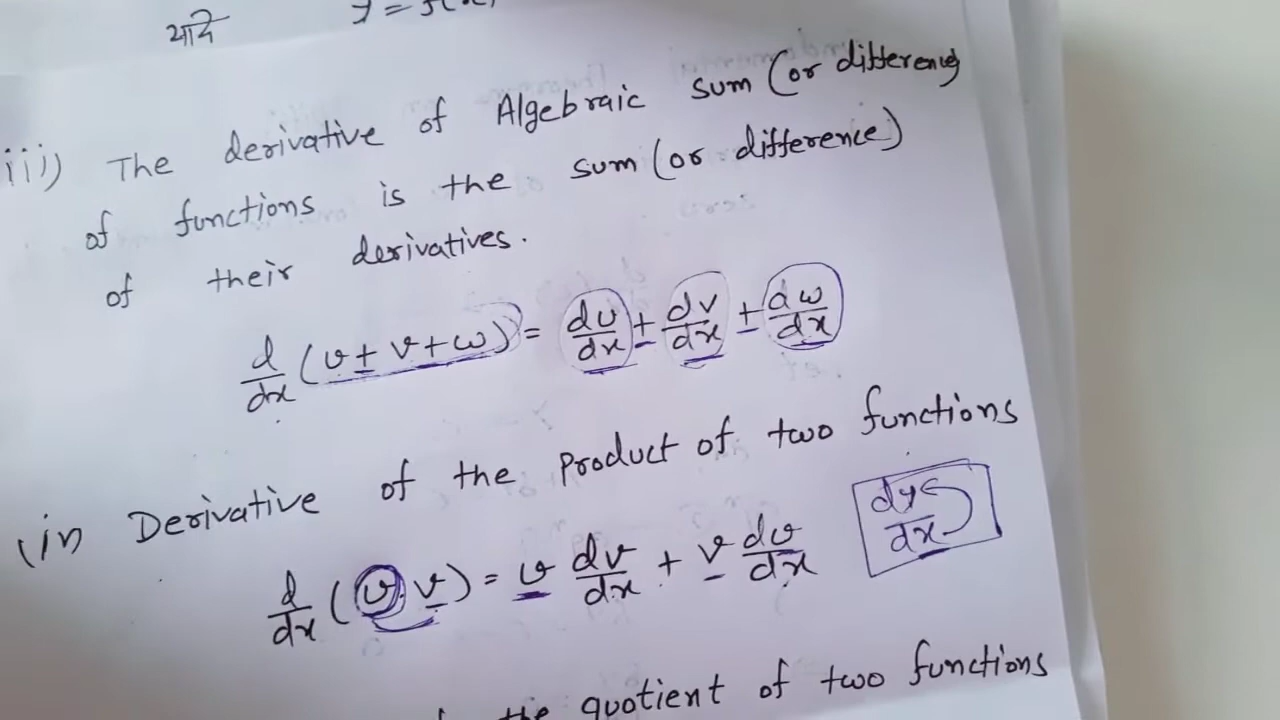 यदि
iii) The derivative of Algebraic sum (or difference)
of functions is the sum (or difference)
of their derivatives.
d/dx (u ± v + w) = du/dx ± dv/dx ± dw/dx
Derivative of the product of two functions
d/dx (u v) = u dv/dx + v du/dx
dy/dx
the quotient of two functions